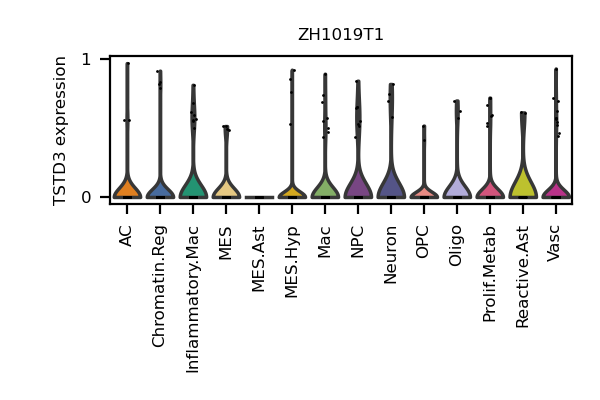 ZH1019T1
TSTD3 expression
1
0
AC
Chromatin.Reg
Inflammatory.Mac
MES
MES.Ast
MES.Hyp
Mac
NPC
Neuron
OPC
Oligo
Prolif.Metab
Reactive.Ast
Vasc